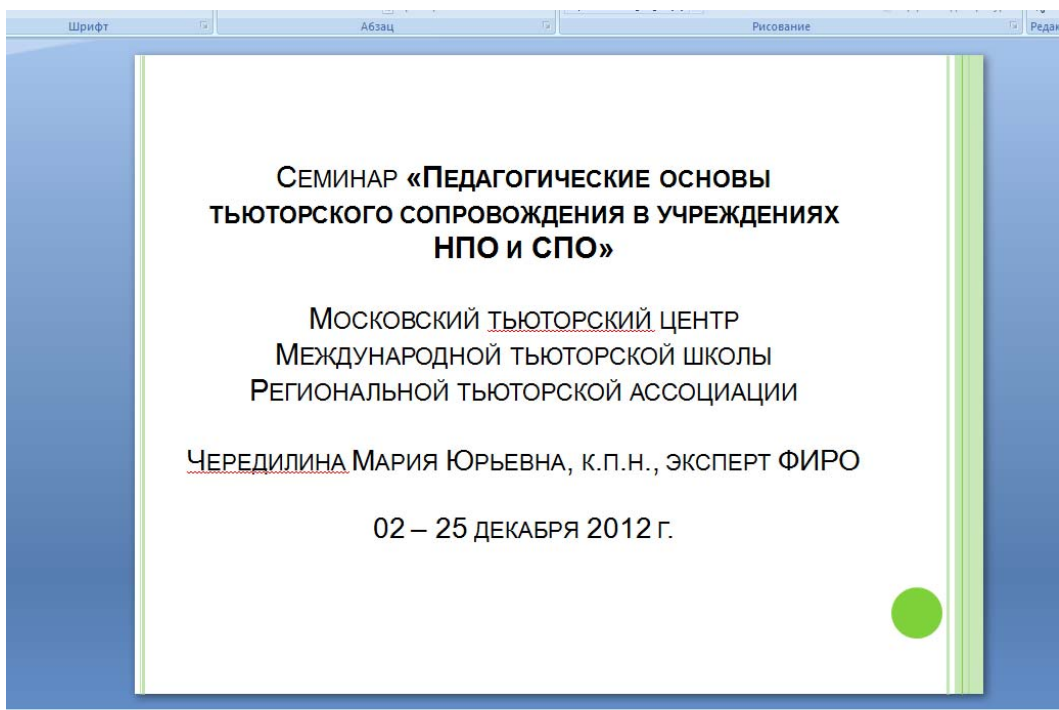 Шрифт Абзац Рисование
Семинар «Педагогические основы
тьюторского сопровождения в учреждениях
НПО и СПО»
Московский тьюторский центр
Международной тьюторской школы
Региональной тьюторской ассоциации
Чередилина Мария Юрьевна, к.п.н., эксперт ФИРО
02 – 25 декабря 2012 г.